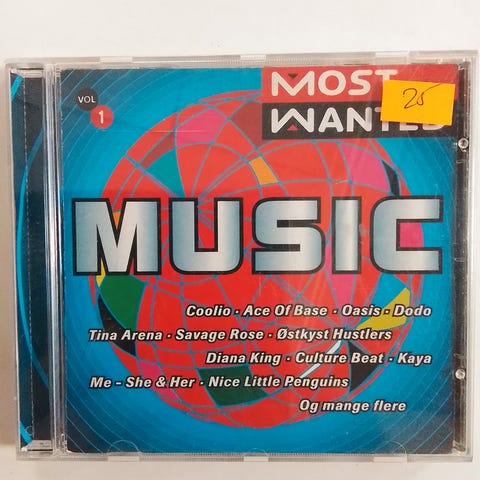 VOL
1
MOST
WANTED
25
MUSIC
Coolio · Ace Of Base · Oasis · Dodo
Tina Arena · Savage Rose · Østkyst Hustlers
Diana King · Culture Beat · Kaya
Me – She & Her · Nice Little Penguins
Og mange flere